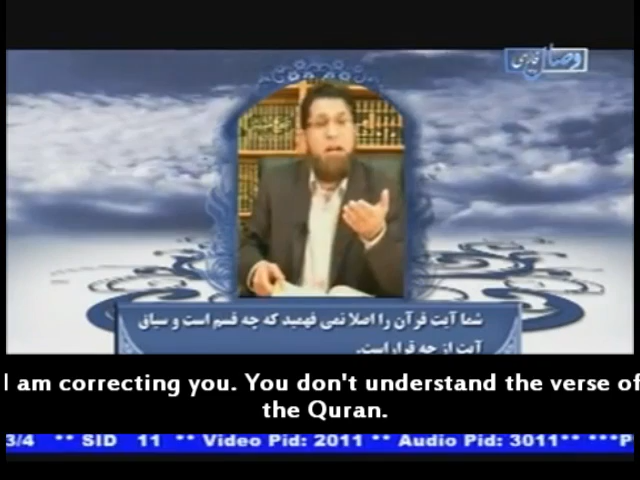 وصال فارسی
شما آیت قرآن را اصلا نمی فهمید که چه قسم است و سیاق
آیت از چه قرار است.
I am correcting you. You don't understand the verse of
the Quran.
3/4 ** SID 11 ** Video Pid: 2011 ** Audio Pid: 3011** ***P